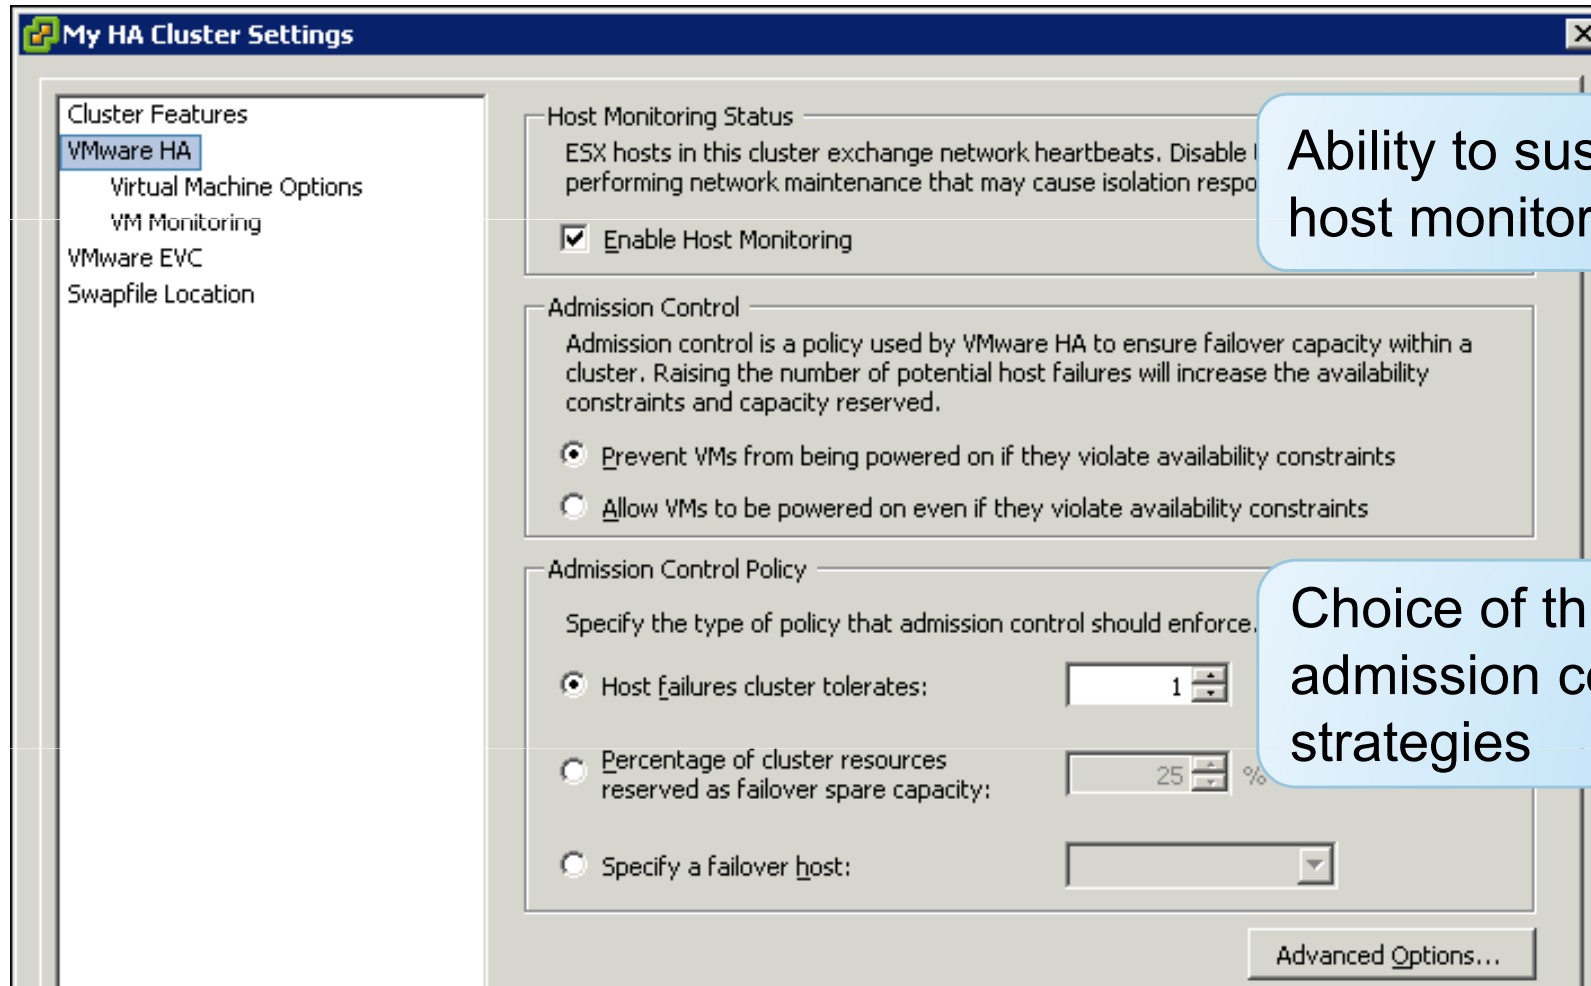 My HA Cluster Settings
Cluster Features
VMware HA
Virtual Machine Options
VM Monitoring
VMware EVC
Swapfile Location
Host Monitoring Status
ESX hosts in this cluster exchange network heartbeats. Disable
performing network maintenance that may cause isolation
Enable Host Monitoring
Ability to
host
Admission Control
Admission control is a policy used by VMware HA to ensure failover capacity within a
cluster. Raising the number of potential host failures will increase the availability
constraints and capacity reserved.
Prevent VMs from being powered on if they violate availability constraints
Allow VMs to be powered on even if they violate availability constraints
Admission Control Policy
Specify the type of policy that admission control should enforce.
Host failures cluster tolerates:
1
Percentage of cluster resources
reserved as failover spare capacity:
25 %
Specify a failover host:
Choice of
admission
strategies
Advanced Options...